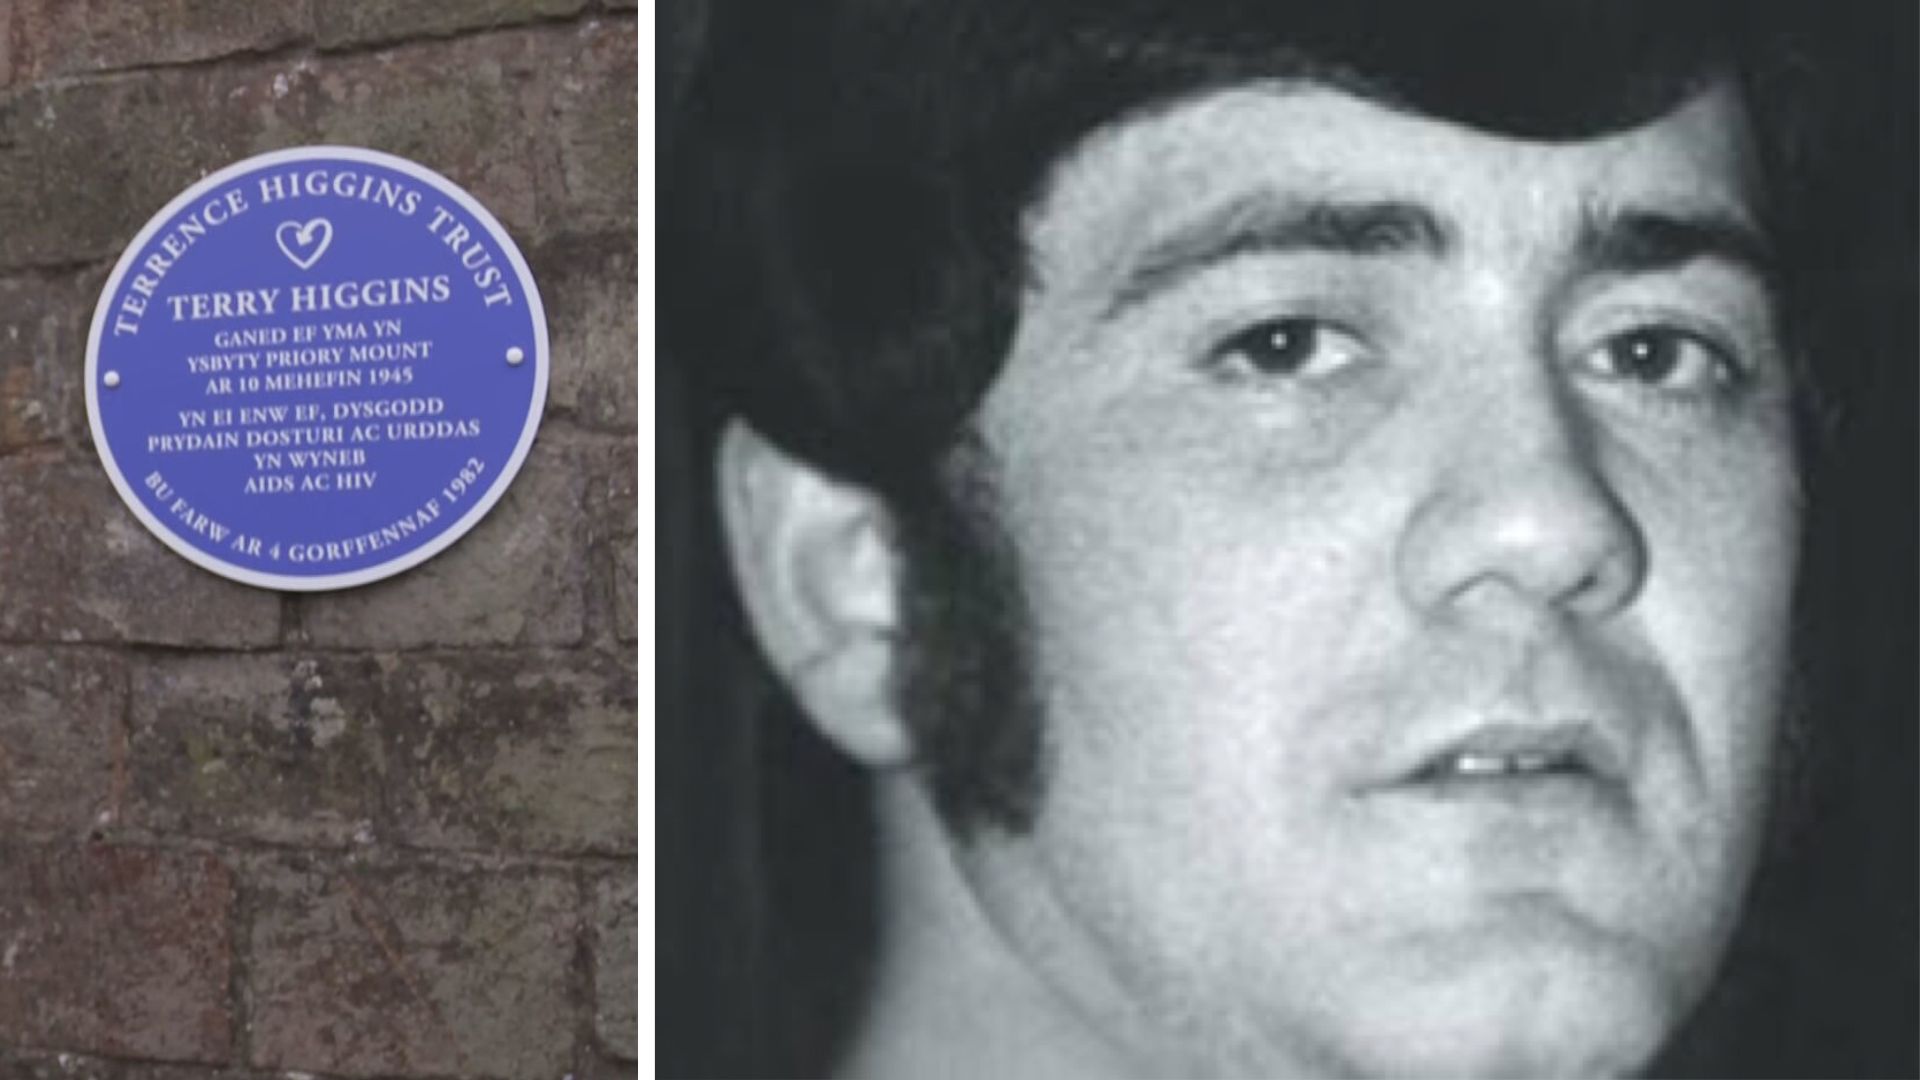 TERRENCE HIGGINS TRUST
TERRY HIGGINS
GANED EF YMA YN
YSBYTY PRIORY MOUNT
AR 10 MEHEFIN 1945
YN EI ENW EF, DYSGODD
PRYDAIN DOSTURI AC URDDAS
YN WYNEB
AIDS AC HIV
BU FARW AR 4 GORFFENNAF 1982